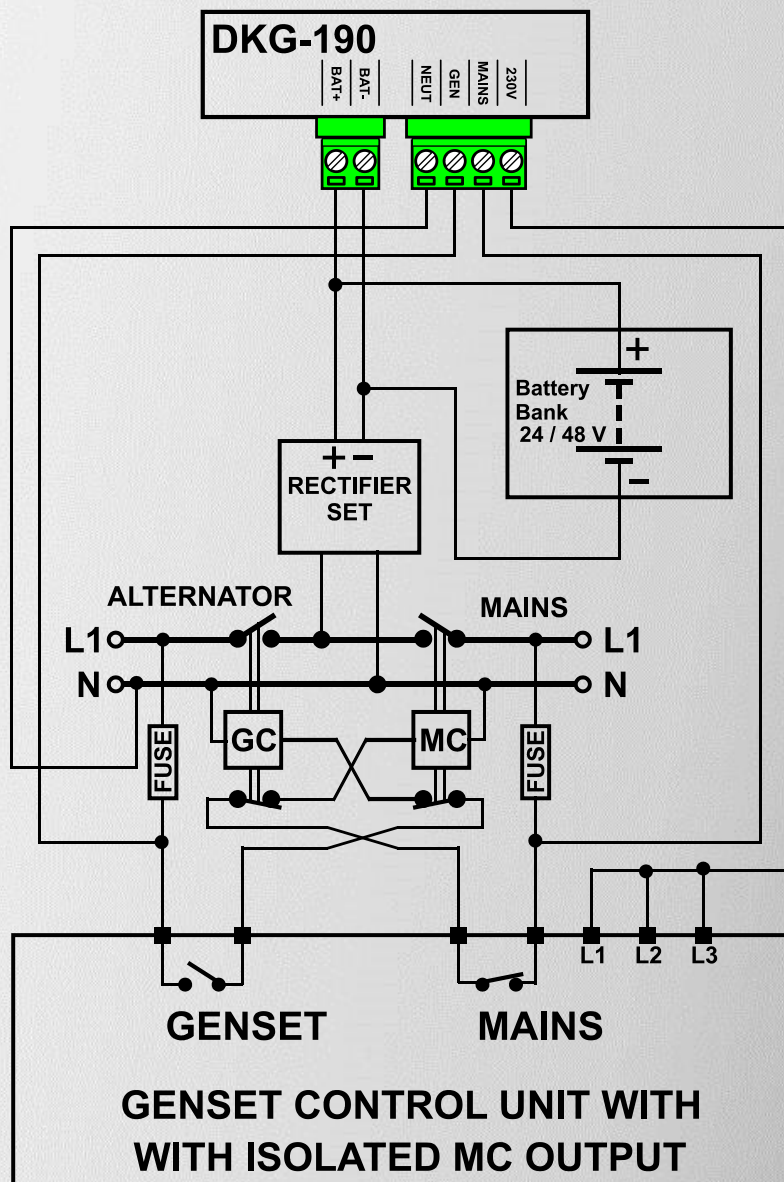 DKG-190
BAT+
BAT-
NEUT
GEN
MAINS
230V
+
Battery
Bank
24 / 48 V
-
+ -
RECTIFIER
SET
ALTERNATOR
MAINS
L1
L1
N
N
FUSE
GC
MC
FUSE
L1
L2
L3
GENSET
MAINS
GENSET CONTROL UNIT WITH
WITH ISOLATED MC OUTPUT